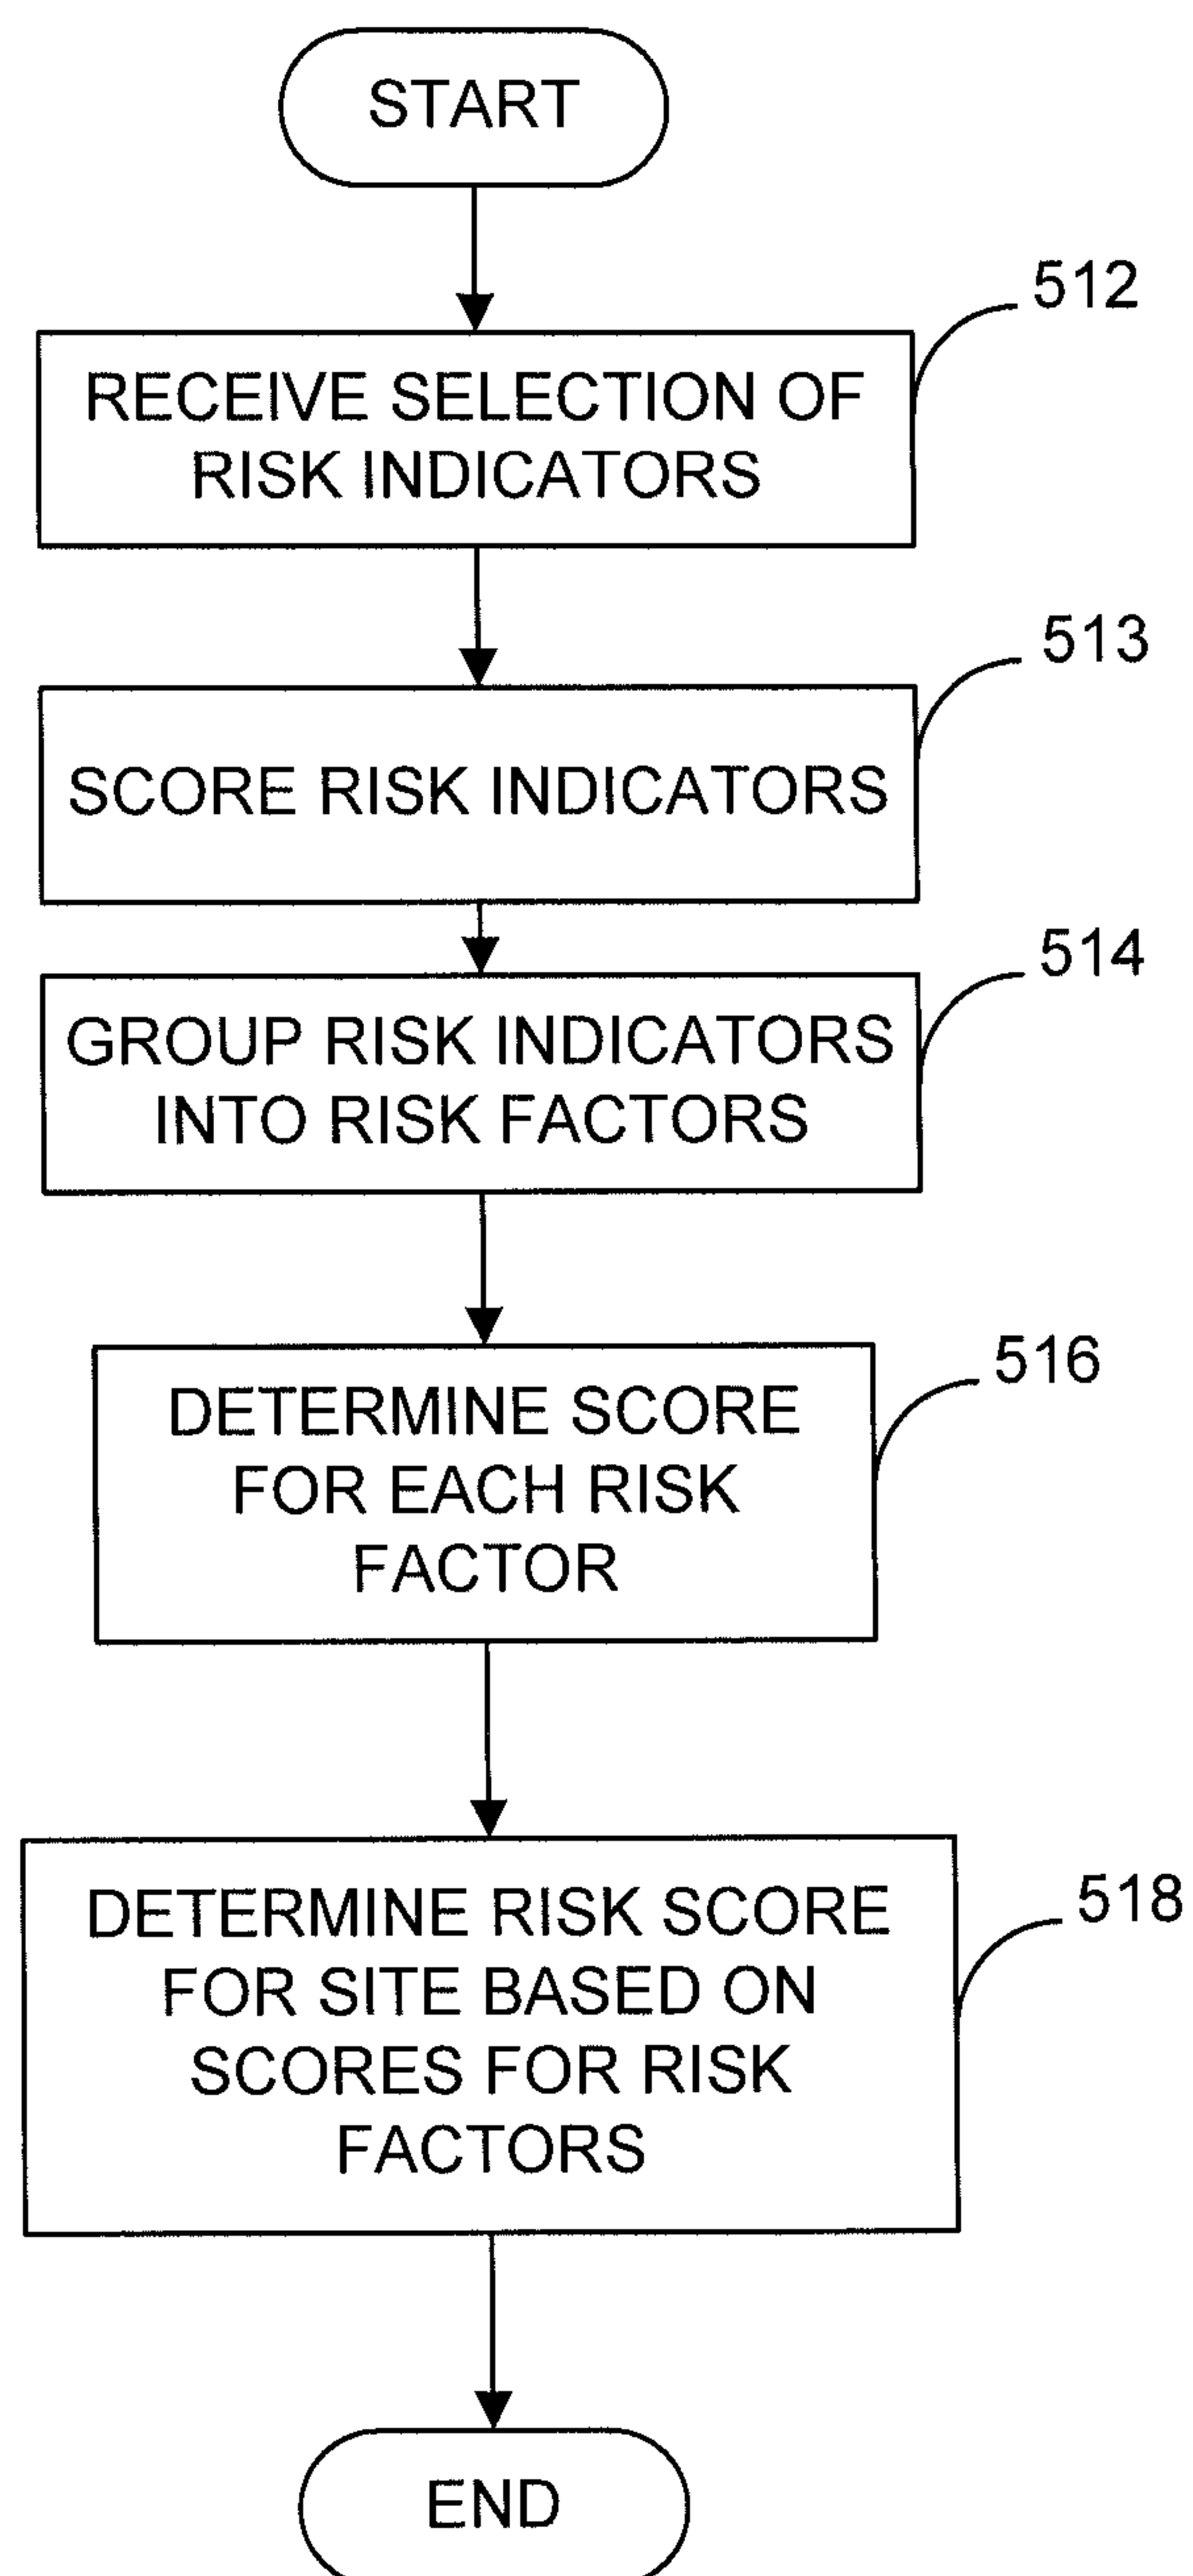 START
512
RECEIVE SELECTION OF
RISK INDICATORS
513
SCORE RISK INDICATORS
514
GROUP RISK INDICATORS
INTO RISK FACTORS
516
DETERMINE SCORE
FOR EACH RISK
FACTOR
518
DETERMINE RISK SCORE
FOR SITE BASED ON
SCORES FOR RISK
FACTORS
END